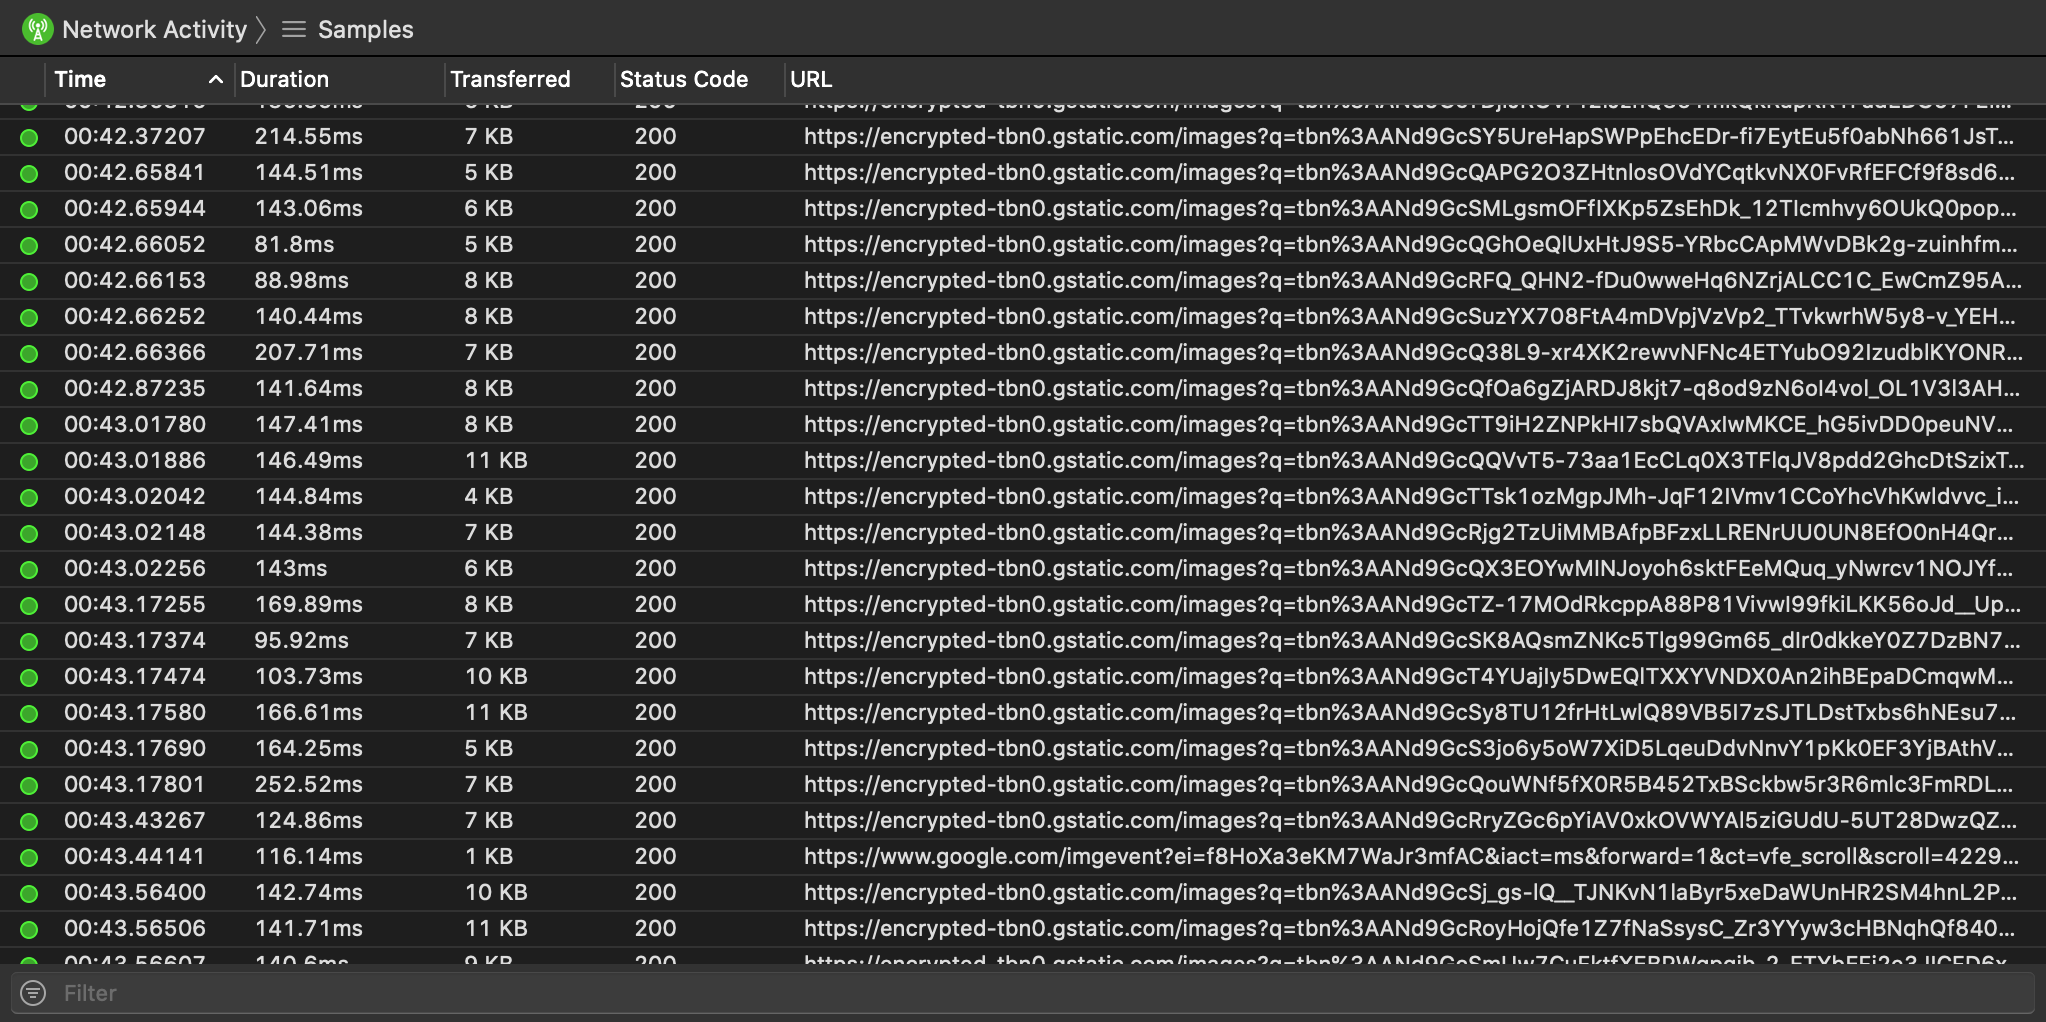 Network Activity Samples
Time Duration Transferred Status Code URL
00:42.37207 214.55ms 7 KB 200 https://encrypted-tbn0.gstatic.com/images?q=tbn%3AANd9GcSY5UreHapSWPpEhcEDr-fi7EytEu5f0abNh661JsT...
00:42.65841 144.51ms 5 KB 200 https://encrypted-tbn0.gstatic.com/images?q=tbn%3AANd9GcQAPG2O3ZHtnlosOVdYCqtkvNX0FvRfEFCf9f8sd6...
00:42.65944 143.06ms 6 KB 200 https://encrypted-tbn0.gstatic.com/images?q=tbn%3AANd9GcSMLgsmOFfIXKp5ZsEhDk_12TIcmhvy6OUkQ0pop...
00:42.66052 81.8ms 5 KB 200 https://encrypted-tbn0.gstatic.com/images?q=tbn%3AANd9GcQGhOeQlUxHtJ9S5-YRbcCApMWvDBk2g-zuinhfm...
00:42.66153 88.98ms 8 KB 200 https://encrypted-tbn0.gstatic.com/images?q=tbn%3AANd9GcRFQ_QHN2-fDu0wweHq6NZrjALCC1C_EwCmZ95A...
00:42.66252 140.44ms 8 KB 200 https://encrypted-tbn0.gstatic.com/images?q=tbn%3AANd9GcSuzYX708FtA4mDVpjVzVp2_TTvkwrhW5y8-v_YEH...
00:42.66366 207.71ms 7 KB 200 https://encrypted-tbn0.gstatic.com/images?q=tbn%3AANd9GcQ38L9-xr4XK2rewvNFNc4ETYubO92IzudblKYONR...
00:42.87235 141.64ms 8 KB 200 https://encrypted-tbn0.gstatic.com/images?q=tbn%3AANd9GcQfOa6gZjARDJ8kjt7-q8od9zN6oI4vol_OL1V3l3AH...
00:43.01780 147.41ms 8 KB 200 https://encrypted-tbn0.gstatic.com/images?q=tbn%3AANd9GcTT9iH2ZNPkHI7sbQVAxIwMKCE_hG5ivDD0peuNV...
00:43.01886 146.49ms 11 KB 200 https://encrypted-tbn0.gstatic.com/images?q=tbn%3AANd9GcQQVvT5-73aa1EcCLq0X3TFlqJV8pdd2GhcDtSzixT...
00:43.02042 144.84ms 4 KB 200 https://encrypted-tbn0.gstatic.com/images?q=tbn%3AANd9GcTTsk1ozMgpJMh-JqF12IVmv1CCoYhcVhKwldvvc_i...
00:43.02148 144.38ms 7 KB 200 https://encrypted-tbn0.gstatic.com/images?q=tbn%3AANd9GcRjg2TzUiMMBAfpBFzxLLRENrUU0UN8EfO0nH4Qr...
00:43.02256 143ms 6 KB 200 https://encrypted-tbn0.gstatic.com/images?q=tbn%3AANd9GcQX3EOYwMINJoyoh6sktFEeMQuq_yNwrcv1NOJYf...
00:43.17255 169.89ms 8 KB 200 https://encrypted-tbn0.gstatic.com/images?q=tbn%3AANd9GcTZ-17MOdRkcppA88P81VivwI99fkiLKK56oJd__Up...
00:43.17374 95.92ms 7 KB 200 https://encrypted-tbn0.gstatic.com/images?q=tbn%3AANd9GcSK8AQsmZNKc5Tlg99Gm65_dIr0dkkeY0Z7DzBN7...
00:43.17474 103.73ms 10 KB 200 https://encrypted-tbn0.gstatic.com/images?q=tbn%3AANd9GcT4YUajIy5DwEQlTXXYVNDX0An2ihBEpaDCmqwM...
00:43.17580 166.61ms 11 KB 200 https://encrypted-tbn0.gstatic.com/images?q=tbn%3AANd9GcSy8TU12frHtLwlQ89VB5I7zSJTLDstTxbs6hNEsu7...
00:43.17690 164.25ms 5 KB 200 https://encrypted-tbn0.gstatic.com/images?q=tbn%3AANd9GcS3jo6y5oW7XiD5LqeuDdvNnvY1pKk0EF3YjBAthV...
00:43.17801 252.52ms 7 KB 200 https://encrypted-tbn0.gstatic.com/images?q=tbn%3AANd9GcQouWNf5fX0R5B452TxBSckbw5r3R6mlc3FmRDL...
00:43.43267 124.86ms 7 KB 200 https://encrypted-tbn0.gstatic.com/images?q=tbn%3AANd9GcRryZGc6pYiAV0xkOVWYAl5ziGUdU-5UT28DwzQZ...
00:43.44141 116.14ms 1 KB 200 https://www.google.com/imgevent?ei=f8HoXa3eKM7WaJr3mfAC&iact=ms&forward=1&ct=vfe_scroll&scroll=4229...
00:43.56400 142.74ms 10 KB 200 https://encrypted-tbn0.gstatic.com/images?q=tbn%3AANd9GcSj_gs-lQ__TJNKvN1laByr5xeDaWUnHR2SM4hnL2P...
00:43.56506 141.71ms 11 KB 200 https://encrypted-tbn0.gstatic.com/images?q=tbn%3AANd9GcRoyHojQfe1Z7fNaSsysC_Zr3YYyw3cHBNqhQf840...
00:43.56607 140.6ms 9 KB 200
Filter